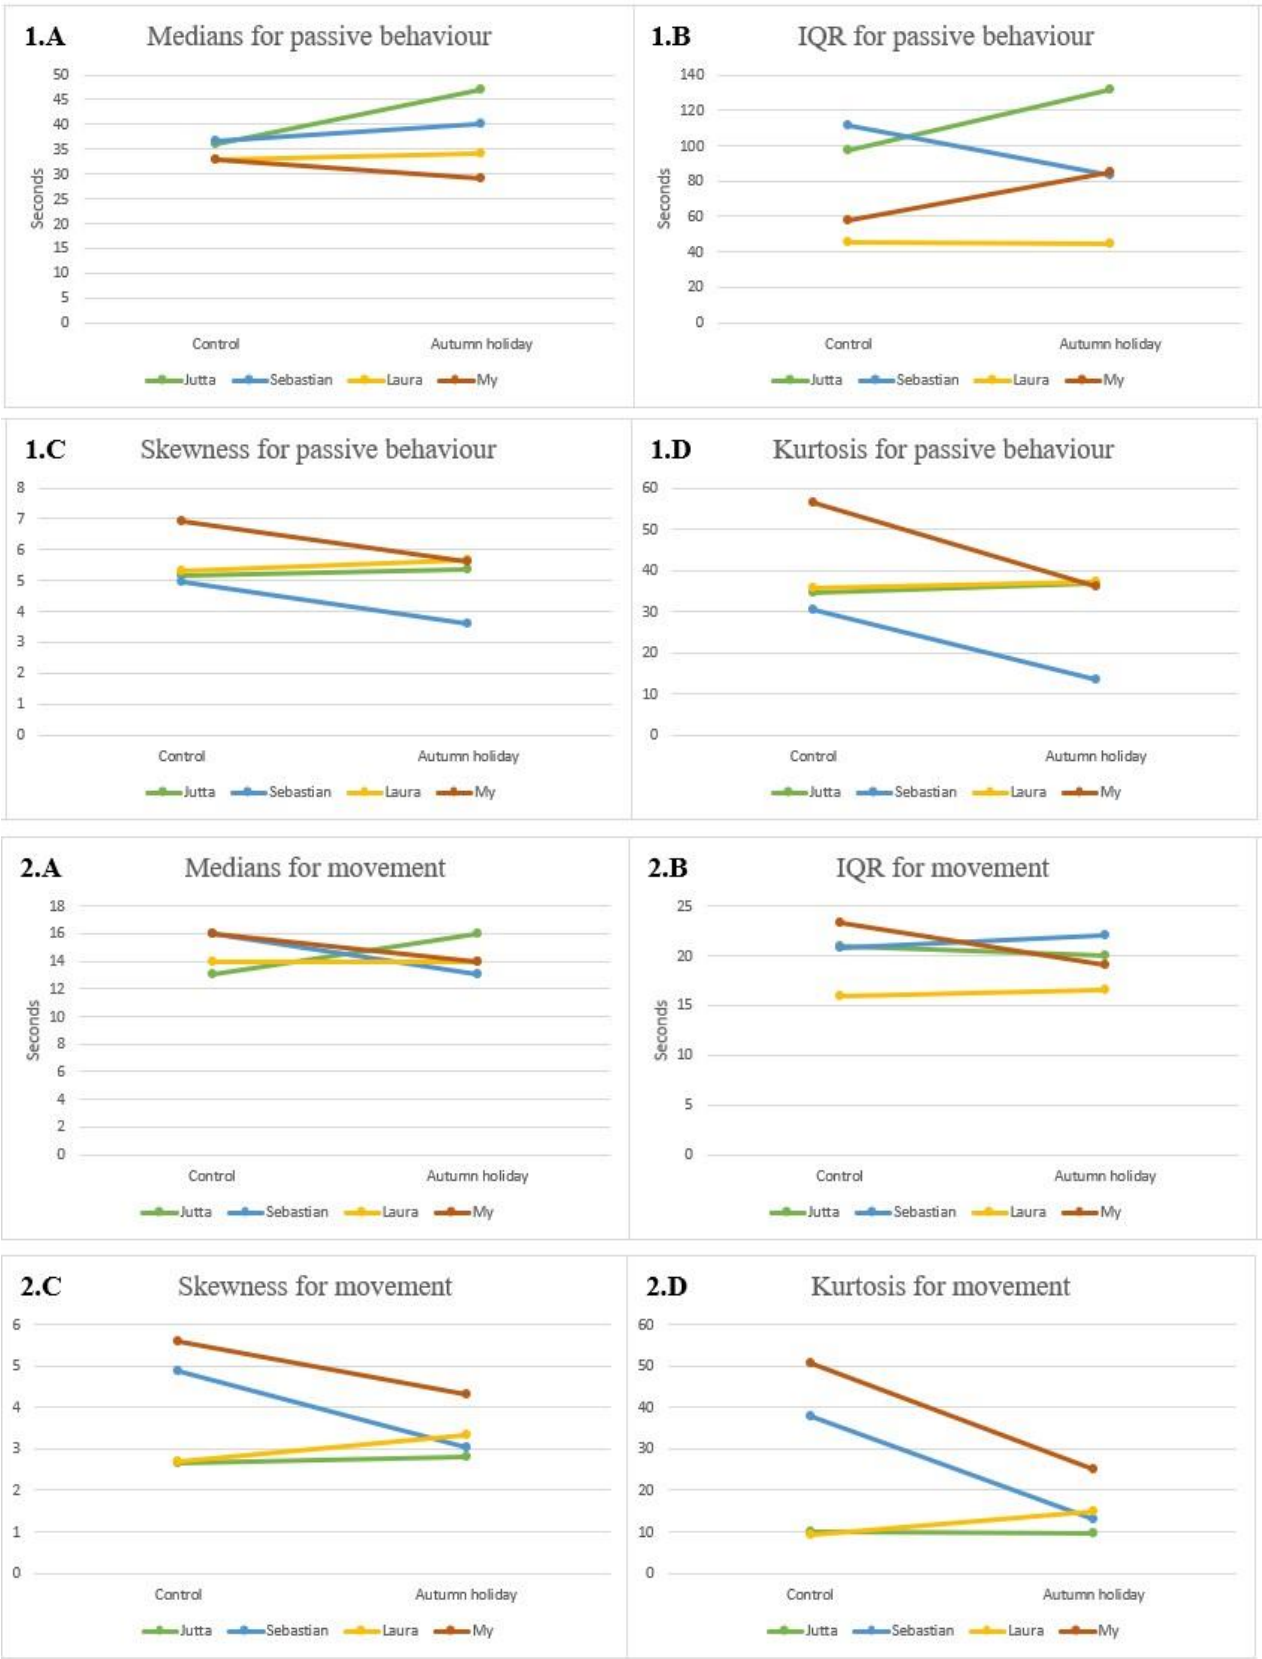 1.A Medians for passive behaviour
50
45
40
35
30
25
20
15
10
5
0
Seconds
Control Autumn holiday
Jutta Sebastian Laura My
1.B IQR for passive behaviour
140
120
100
80
60
40
20
0
Seconds
Control Autumn holiday
Jutta Sebastian Laura My
1.C Skewness for passive behaviour
8
7
6
5
4
3
2
1
0
Control Autumn holiday
Jutta Sebastian Laura My
1.D Kurtosis for passive behaviour
60
50
40
30
20
10
0
Control Autumn holiday
Jutta Sebastian Laura My
2.A Medians for movement
18
16
14
12
10
8
6
4
2
0
Seconds
Control Autumn holiday
Jutta Sebastian Laura My
2.B IQR for movement
25
20
15
10
5
0
Seconds
Control Autumn holiday
Jutta Sebastian Laura My
2.C Skewness for movement
6
5
4
3
2
1
0
Control Autumn holiday
Jutta Sebastian Laura My
2.D Kurtosis for movement
60
50
40
30
20
10
0
Control Autumn holiday
Jutta Sebastian Laura My